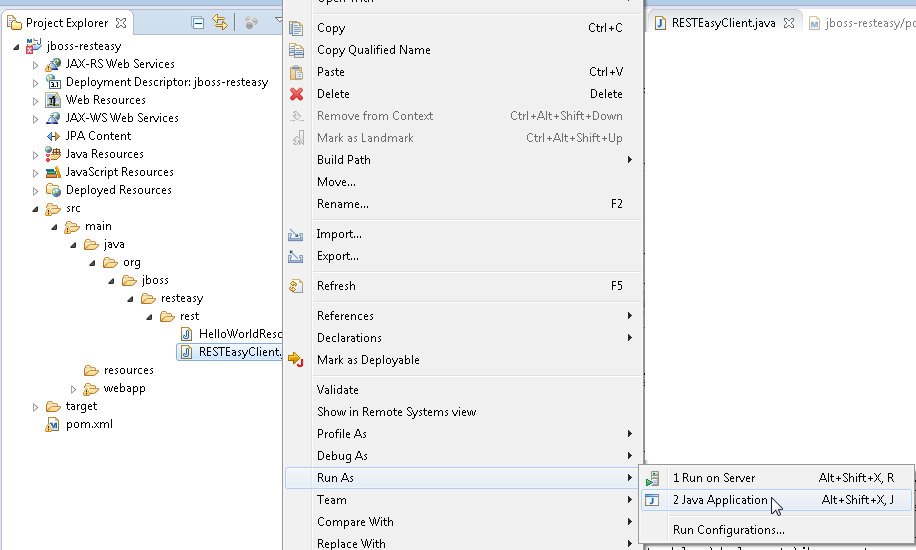 Project Explorer
jboss-resteasy
JAX-RS Web Services
Deployment Descriptor: jboss-resteasy
Web Resources
JAX-WS Web Services
JPA Content
Java Resources
JavaScript Resources
Deployed Resources
src
main
java
org
jboss
resteasy
rest
HelloWorldResc
RESTEasyClient.
resources
webapp
target
pom.xml
Copy Ctrl+C
Copy Qualified Name
Paste Ctrl+V
Delete Delete
Remove from Context Ctrl+Alt+Shift+Down
Mark as Landmark Ctrl+Alt+Shift+Up
Build Path
Move...
Rename... F2
Import...
Export...
Refresh F5
References
Declarations
Mark as Deployable
Validate
Show in Remote Systems view
Profile As
Debug As
Run As
Team
Compare With
Replace With
RESTEasyClient.java jboss-resteasy/po
1 Run on Server Alt+Shift+X, R
2 Java Application Alt+Shift+X, J
Run Configurations...